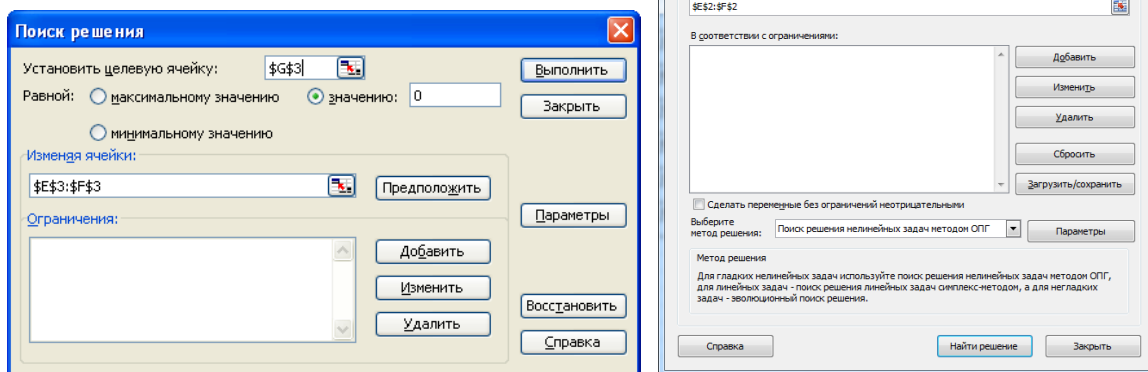 Поиск решения
Установить целевую ячейку: $G$3
Равной: максимальному значению значению: 0
минимальному значению
Изменяя ячейки:
$E$3:$F$3
Предположить
Ограничения:
Добавить
Изменить
Удалить
Выполнить
Закрыть
Параметры
Восстановить
Справка
$E$2:$F$2
В соответствии с ограничениями:
Добавить
Изменить
Удалить
Сбросить
Загрузить/сохранить
Сделать переменные без ограничений неотрицательными
Выберите
метод решения: Поиск решения нелинейных задач методом ОПГ
Параметры
Метод решения
Для гладких нелинейных задач используйте поиск решения нелинейных задач методом ОПГ,
для линейных задач - поиск решения линейных задач симплекс-методом, а для негладких
задач - эволюционный поиск решения.
Справка
Найти решение
Закрыть